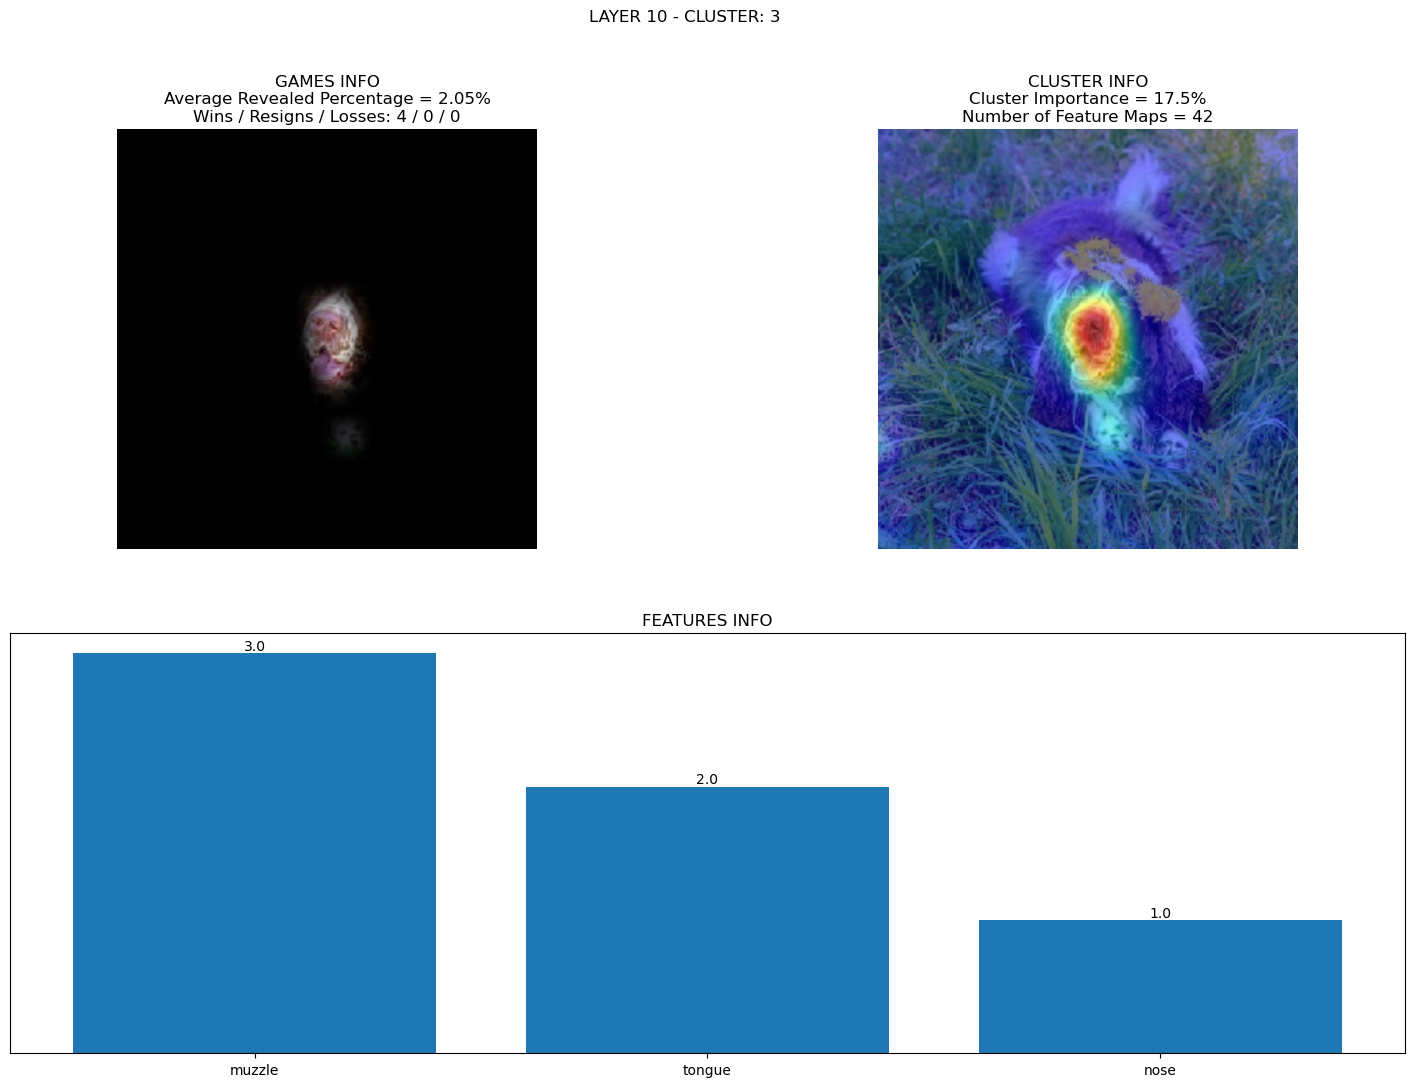 LAYER 10 - CLUSTER: 3
GAMES INFO
Average Revealed Percentage = 2.05%
Wins / Resigns / Losses: 4 / 0 / 0
CLUSTER INFO
Cluster Importance = 17.5%
Number of Feature Maps = 42
FEATURES INFO
3.0
2.0
1.0
muzzle
tongue
nose